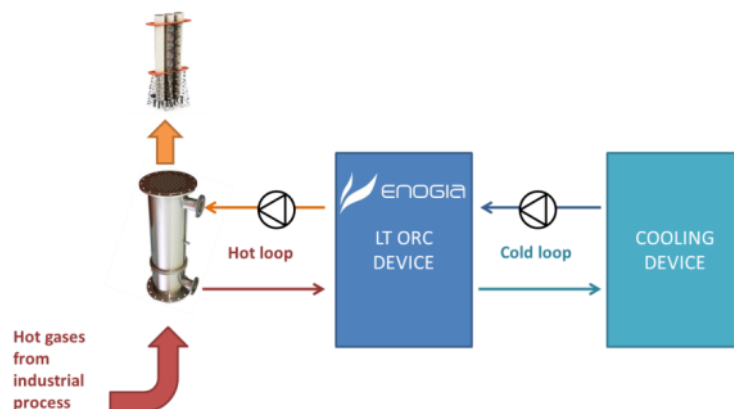 ENOGIA
LT ORC
DEVICE
COOLING
DEVICE
Hot loop
Cold loop
Hot gases
from
industrial
process